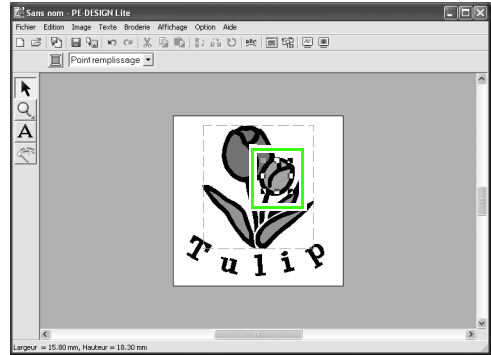 Sans nom - PE-DESIGN Lite
Fichier Edition Image Texte Broderie Affichage Option Aide
ABC
Point remplissage
A
Tulip
Largeur = 15.80 mm, Hauteur = 18.30 mm